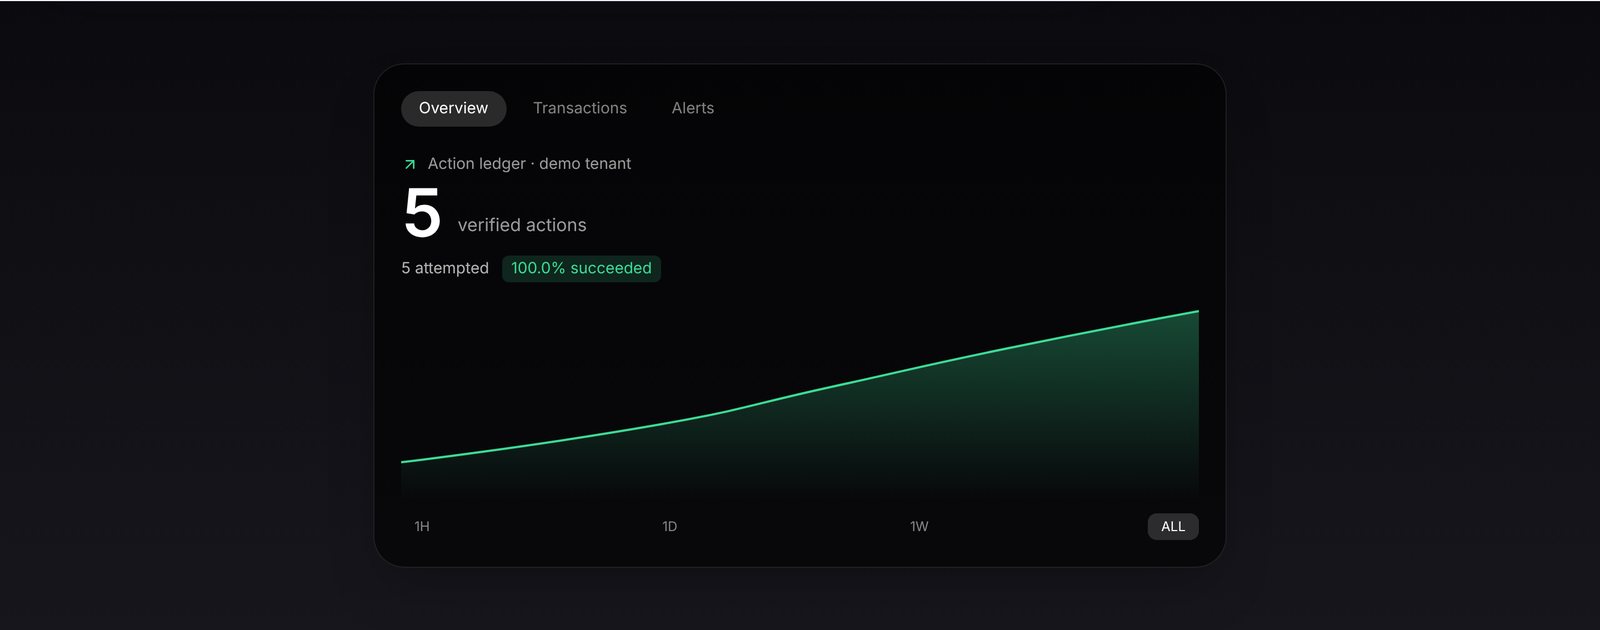 Overview Transactions Alerts
Action ledger · demo tenant
5 verified actions
5 attempted 100.0% succeeded
1H 1D 1W ALL